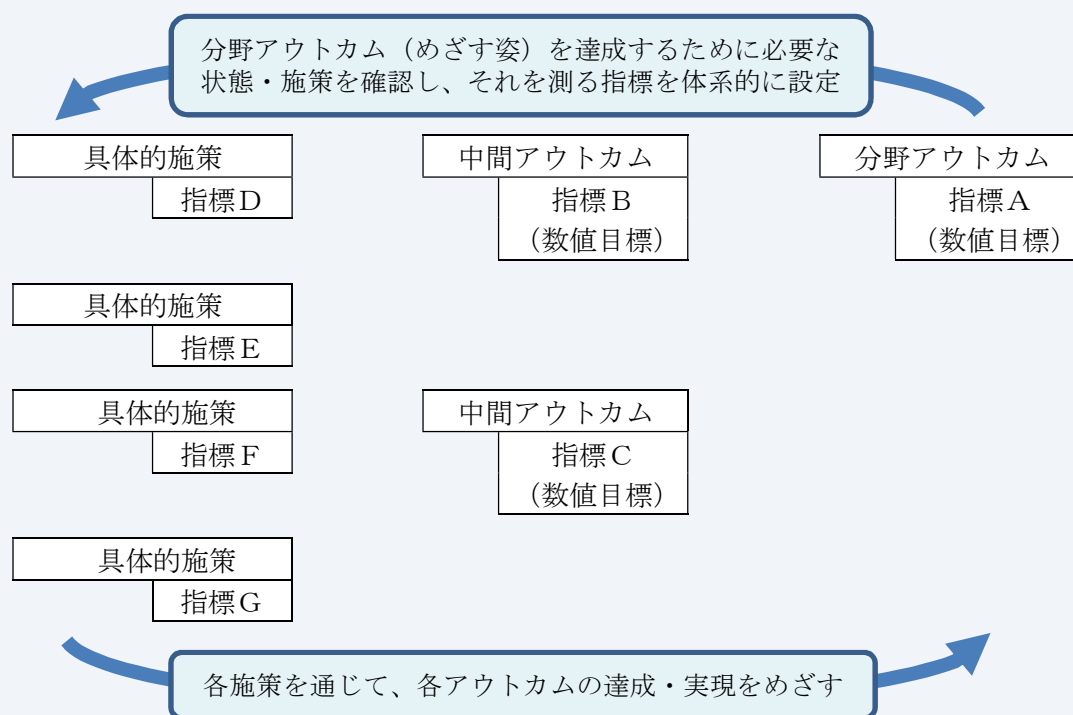 分野アウトカム（めざす姿）を達成するために必要な
状態・施策を確認し、それを測る指標を体系的に設定
具体的施策
指標D
中間アウトカム
指標B
（数値目標）
分野アウトカム
指標A
（数値目標）
具体的施策
指標E
具体的施策
指標F
中間アウトカム
指標C
（数値目標）
具体的施策
指標G
各施策を通じて、各アウトカムの達成・実現をめざす